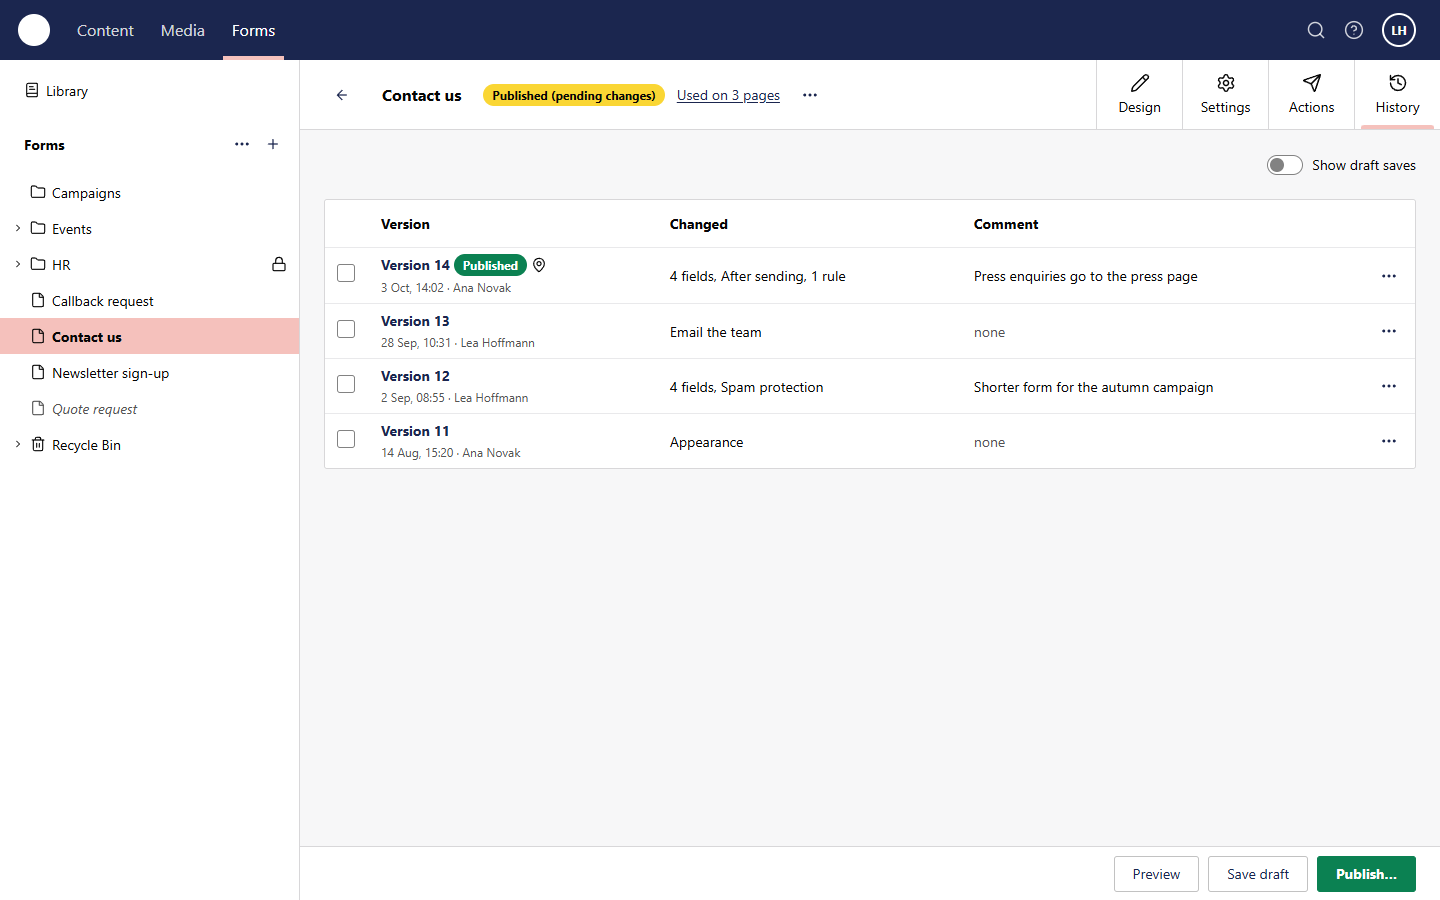 Content Media Forms
LH
Library
Forms
Campaigns
Events
HR
Callback request
Contact us
Newsletter sign-up
Quote request
Recycle Bin
Contact us Published (pending changes) Used on 3 pages
Design Settings Actions History
Show draft saves
Version Changed Comment
Version 14 Published
3 Oct, 14:02 · Ana Novak
4 fields, After sending, 1 rule
Press enquiries go to the press page
Version 13
28 Sep, 10:31 · Lea Hoffmann
Email the team
none
Version 12
2 Sep, 08:55 · Lea Hoffmann
4 fields, Spam protection
Shorter form for the autumn campaign
Version 11
14 Aug, 15:20 · Ana Novak
Appearance
none
Preview Save draft Publish...